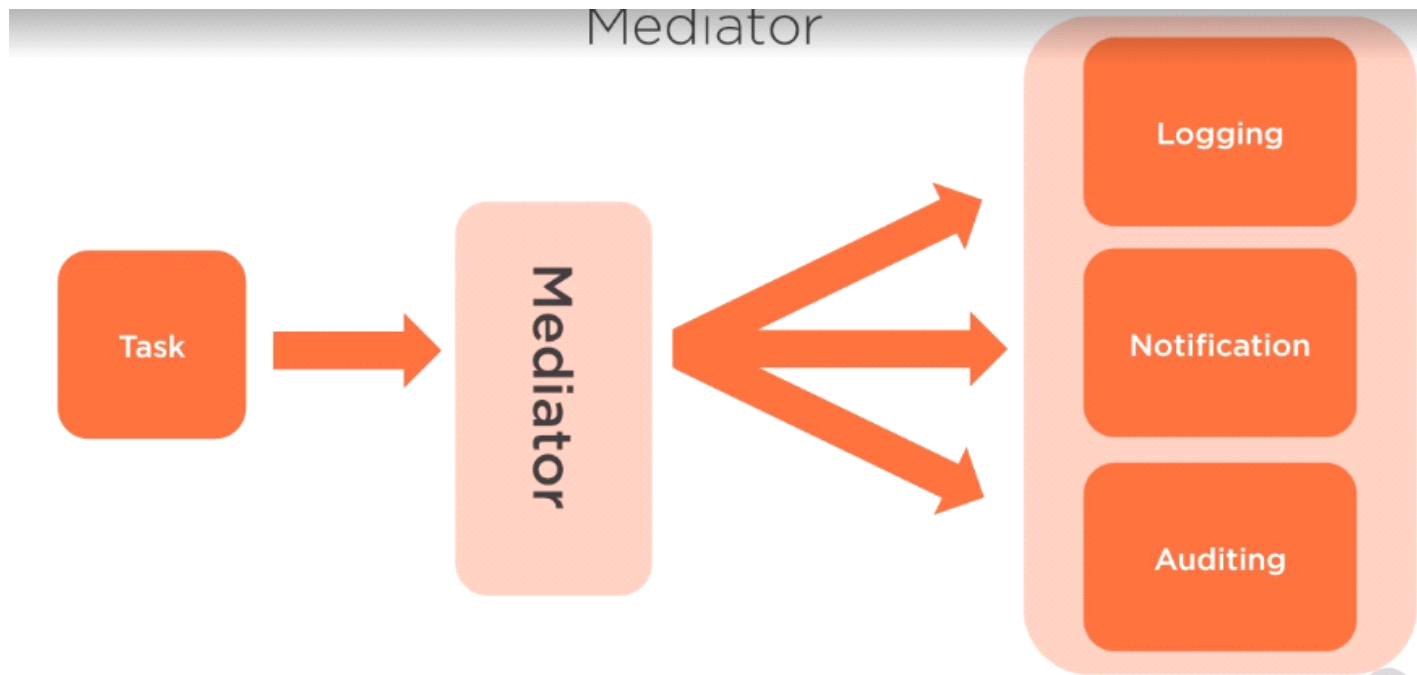 Mediator
Task
Mediator
Logging
Notification
Auditing